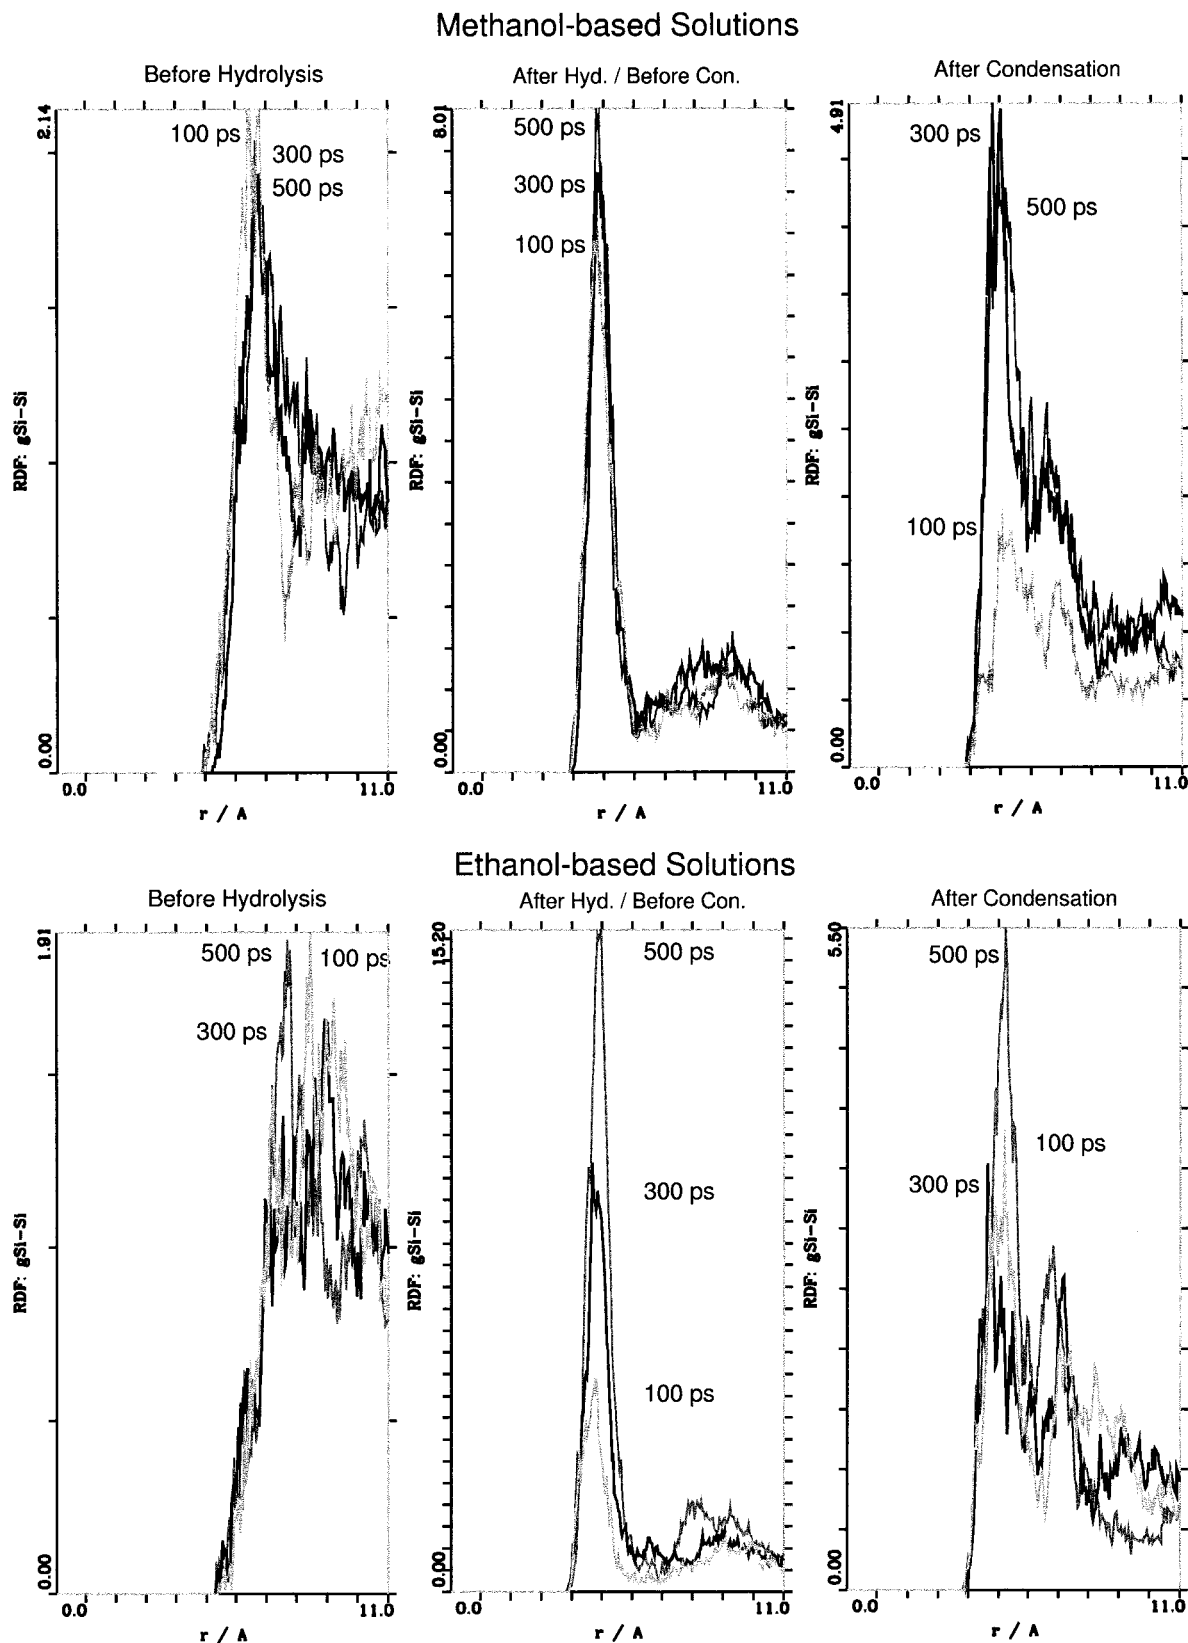 Methanol-based Solutions
Before Hydrolysis
After Hyd. / Before Con.
After Condensation
2.14
100 ps
300 ps
500 ps
RDF: gSi-Si
0.00
0.0
11.0
r / A
8.01
500 ps
300 ps
100 ps
RDF: gSi-Si
0.00
0.0
11.0
r / A
4.91
300 ps
500 ps
100 ps
RDF: gSi-Si
0.00
0.0
11.0
r / A
Ethanol-based Solutions
Before Hydrolysis
After Hyd. / Before Con.
After Condensation
1.91
500 ps
100 ps
300 ps
RDF: gSi-Si
0.00
0.0
11.0
r / A
15.20
500 ps
300 ps
100 ps
RDF: gSi-Si
0.00
0.0
11.0
r / A
5.50
500 ps
100 ps
300 ps
RDF: gSi-Si
0.00
0.0
11.0
r / A